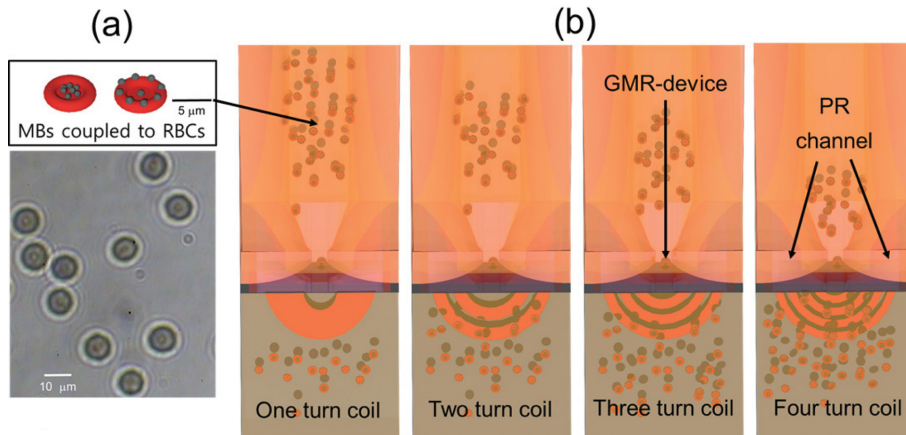 (a)
(b)
5 μm
MBs coupled to RBCs
10 μm
GMR-device
PR
channel
One turn coil
Two turn coil
Three turn coil
Four turn coil